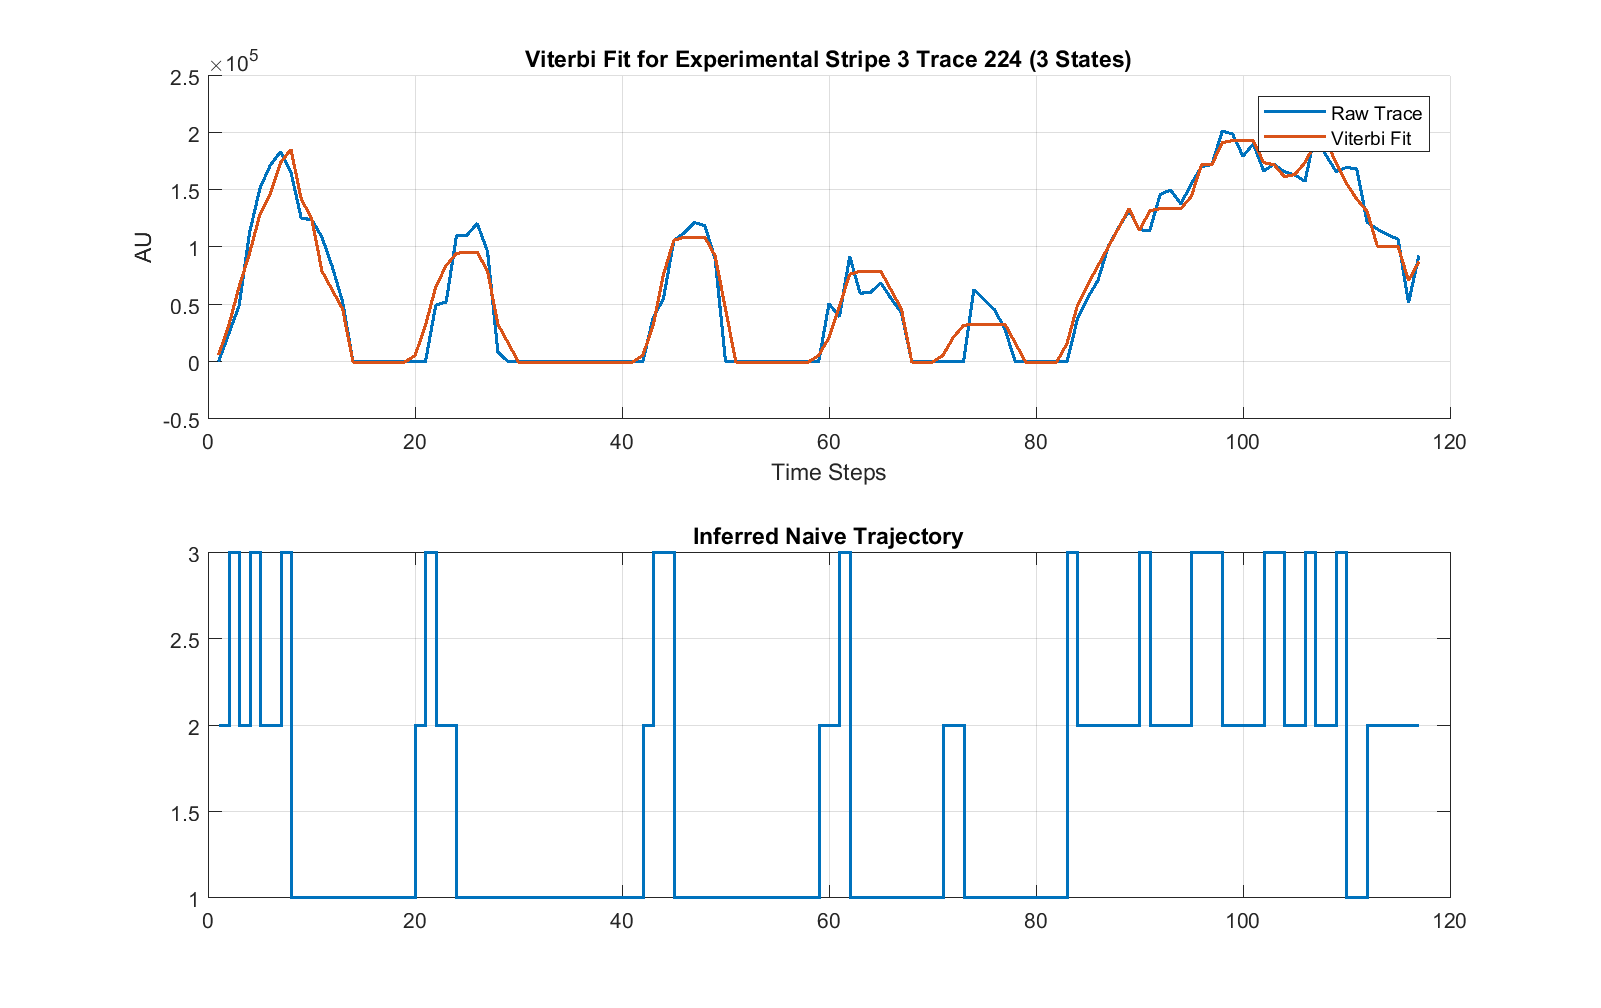 Viterbi Fit for Experimental Stripe 3 Trace 224 (3 States)
×10^5
2.5
2
1.5
1
0.5
0
-0.5
AU
Raw Trace
Viterbi Fit
0 20 40 60 80 100 120
Time Steps
Inferred Naive Trajectory
3
2.5
2
1.5
1
0 20 40 60 80 100 120